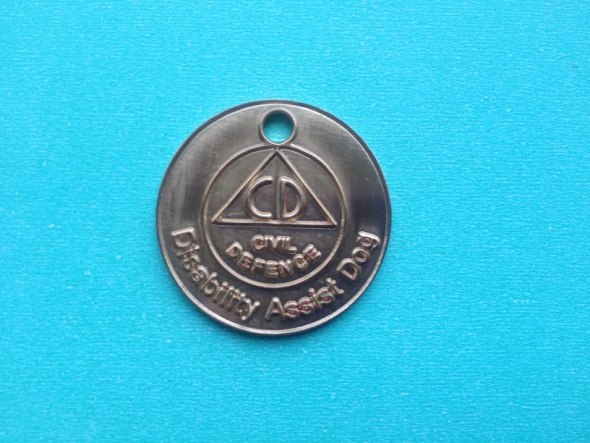 CD
CIVIL
DEFENCE
Disability Assist Dog